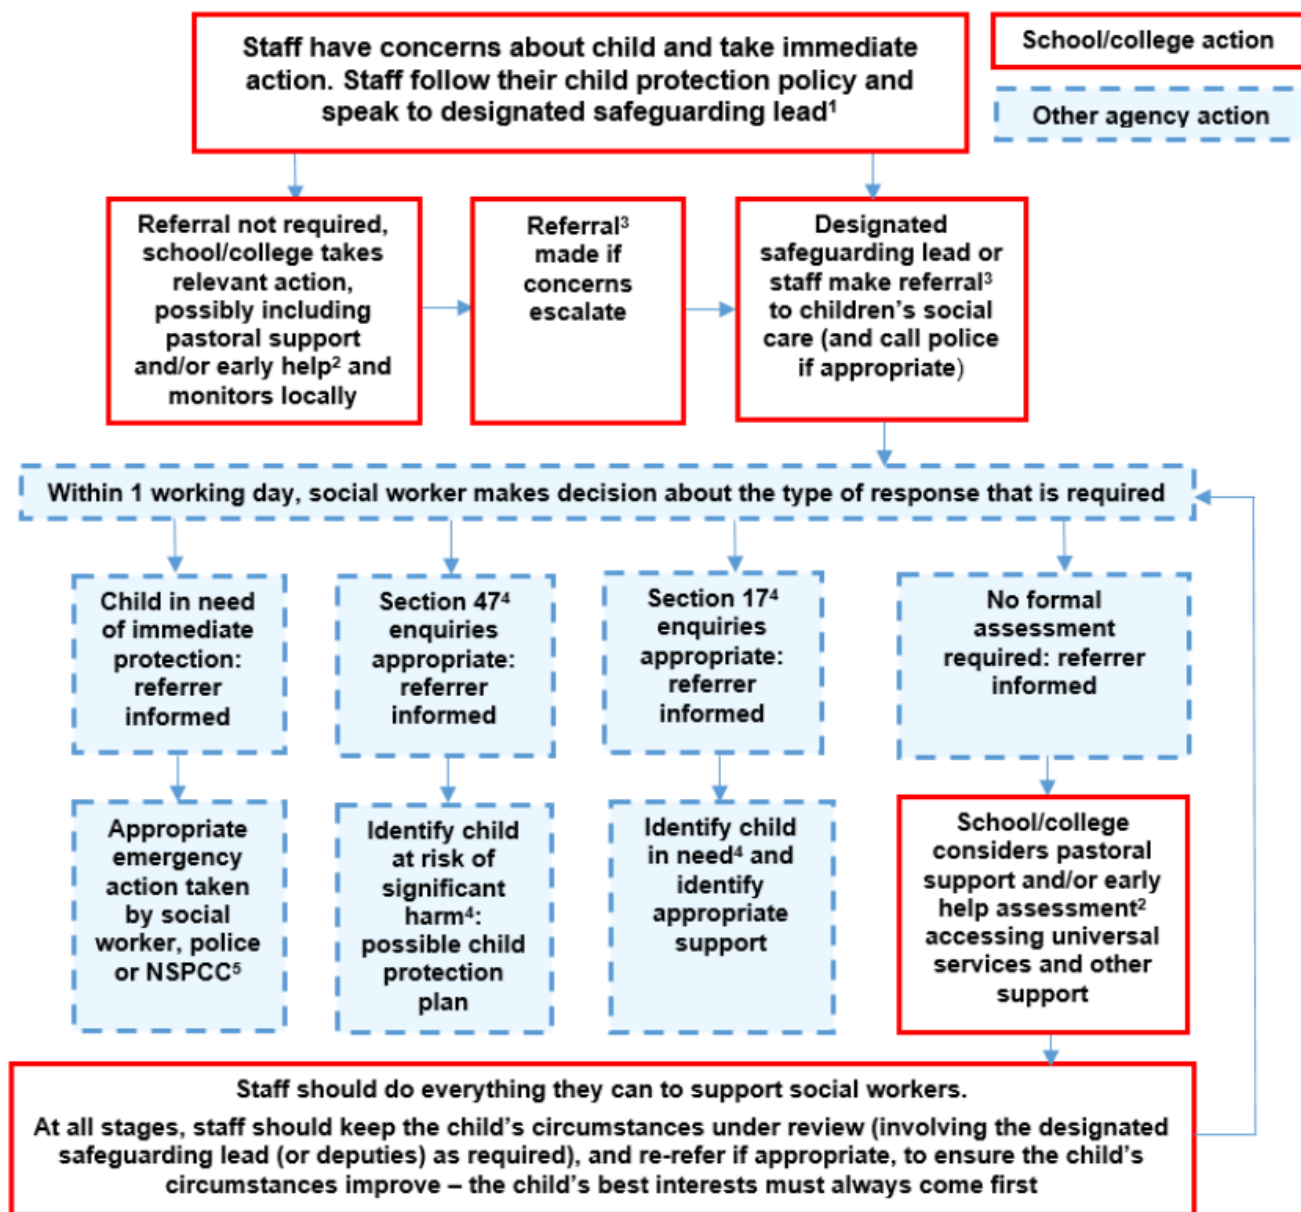 Staff have concerns about child and take immediate
action. Staff follow their child protection policy and
speak to designated safeguarding lead¹
School/college action
Other agency action
Referral not required,
school/college takes
relevant action,
possibly including
pastoral support
and/or early help² and
monitors locally
Referral³
made if
concerns
escalate
Designated
safeguarding lead or
staff make referral³
to children’s social
care (and call police
if appropriate)
Within 1 working day, social worker makes decision about the type of response that is required
Child in need
of immediate
protection:
referrer
informed
Section 47⁴
enquiries
appropriate:
referrer
informed
Section 17⁴
enquiries
appropriate:
referrer
informed
No formal
assessment
required: referrer
informed
Appropriate
emergency
action taken
by social
worker, police
or NSPCC⁵
Identify child
at risk of
significant
harm⁴:
possible child
protection
plan
Identify child
in need⁴ and
identify
appropriate
support
School/college
considers pastoral
support and/or early
help assessment²
accessing universal
services and other
support
Staff should do everything they can to support social workers.
At all stages, staff should keep the child’s circumstances under review (involving the designated
safeguarding lead (or deputies) as required), and re-refer if appropriate, to ensure the child’s
circumstances improve – the child’s best interests must always come first